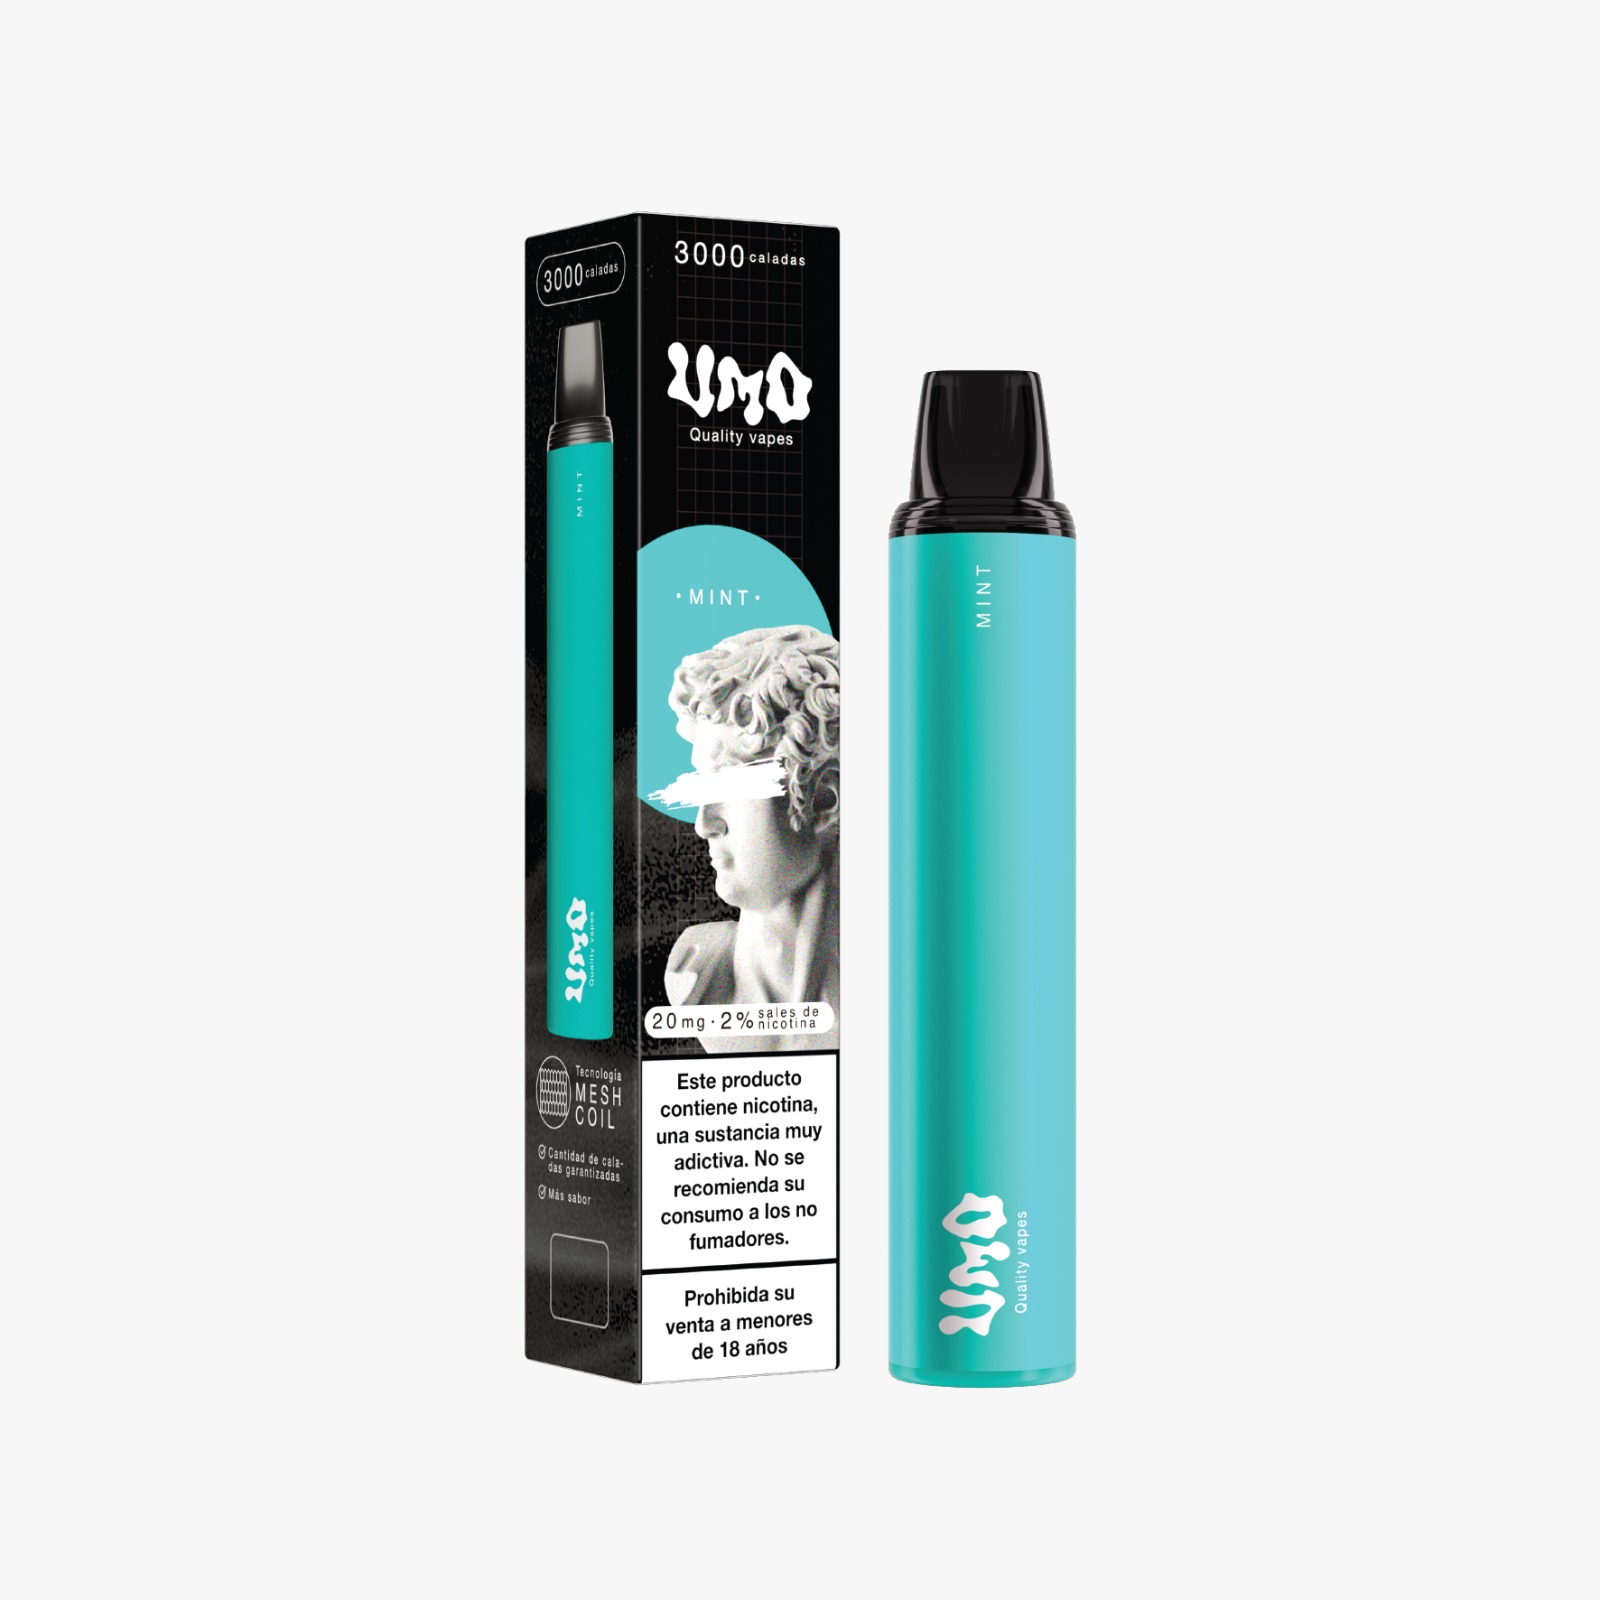 3000 caladas
MINT
UMO
Quality vapes
Tecnología
MESH
COIL
Cantidad de cala-
das garantizadas
Más sabor
3000 caladas
UMO
Quality vapes
·MINT·
20mg·2% sales de
nicotina
Este producto
contiene nicotina,
una sustancia muy
adictiva. No se
recomienda su
consumo a los no
fumadores.
Prohibida su
venta a menores
de 18 años
MINT
UMO
Quality vapes